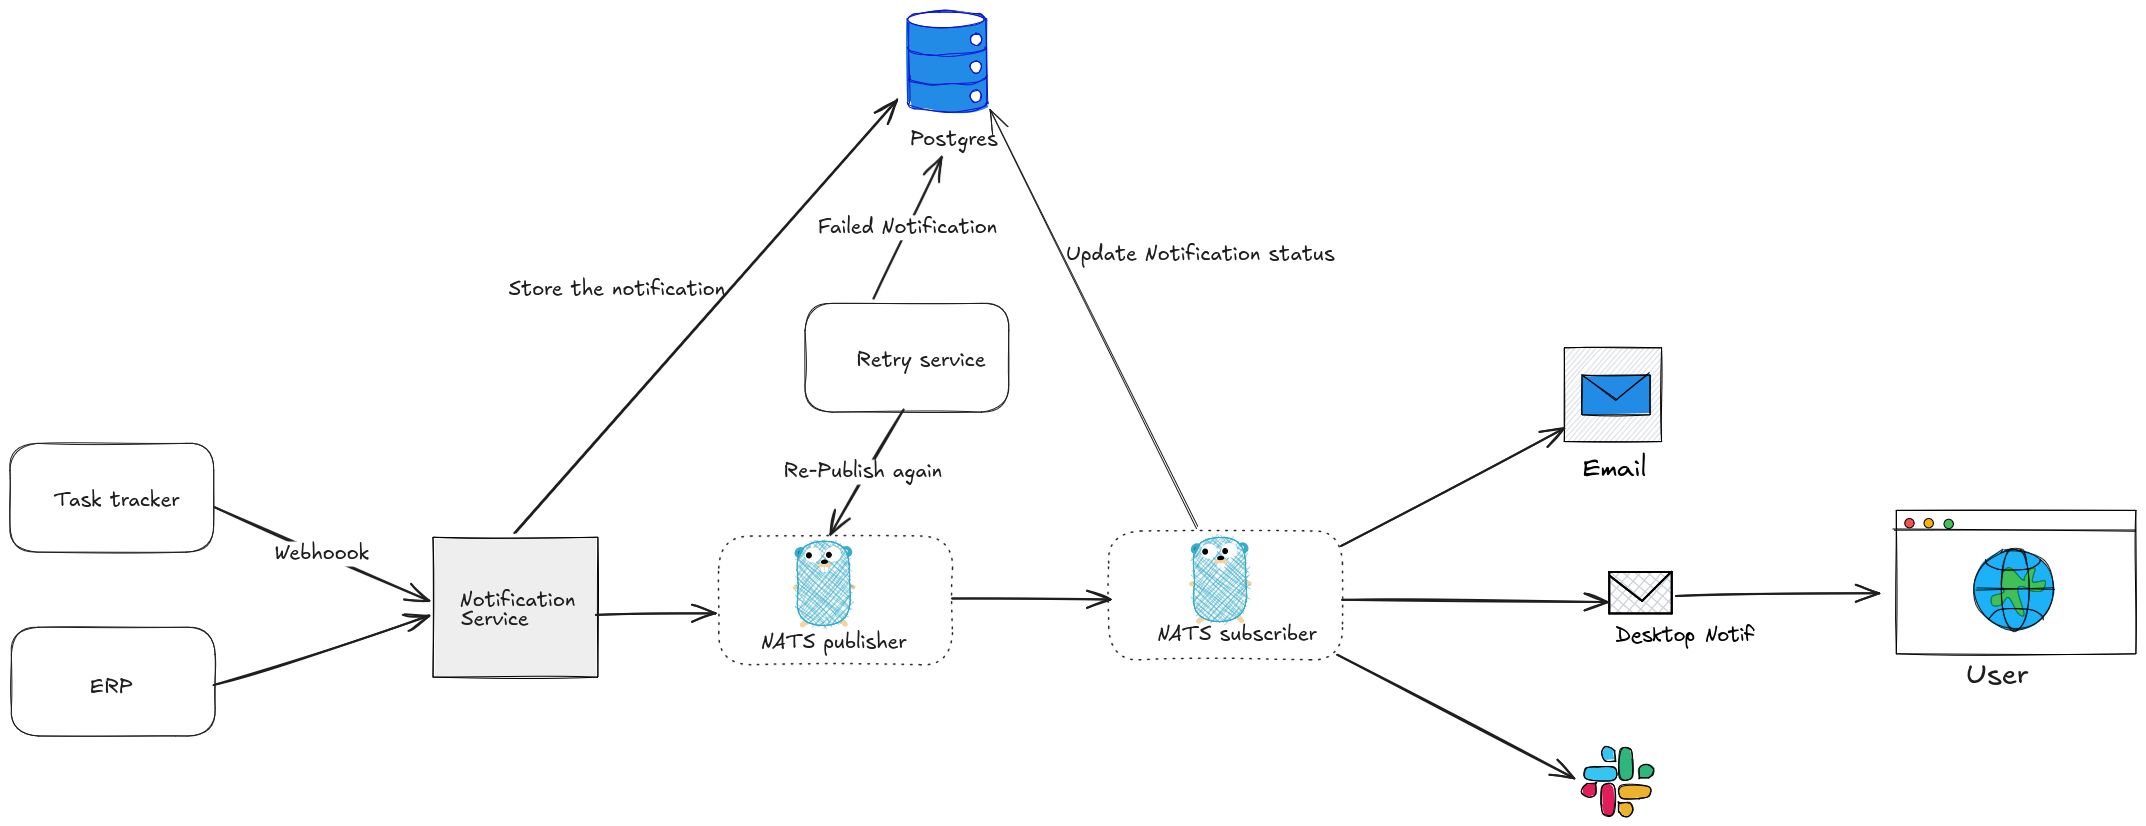 Postgres
Failed Notification
Update Notification status
Store the notification
Retry service
Re-Publish again
Email
Task tracker
Webhoook
Notification
Service
NATS publisher
NATS subscriber
Desktop Notif
User
ERP